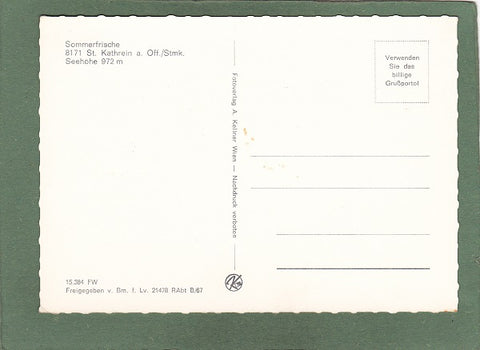 Sommerfrische
8171 St. Kathrein a. Off./Stmk.
Seehöhe 972 m
Verwenden
Sie das
billige
Grußporto!
Fotoverlag A. Kellner Wien — Nachdruck verboten
15.384 FW
Freigegeben v. Bm. f. Lv. 21478 RAbt B/67